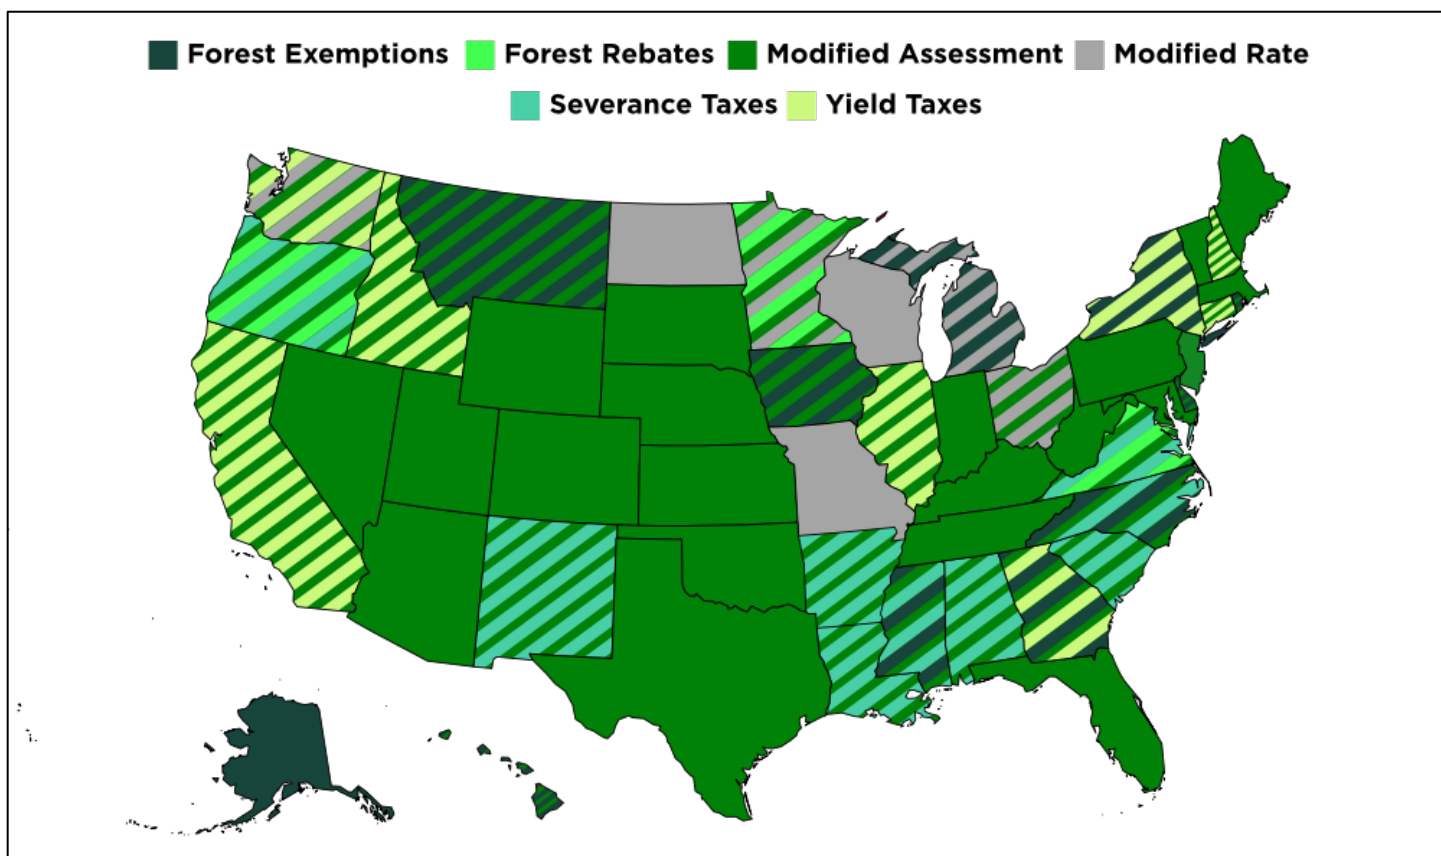 Forest Exemptions Forest Rebates Modified Assessment Modified Rate
Severance Taxes Yield Taxes